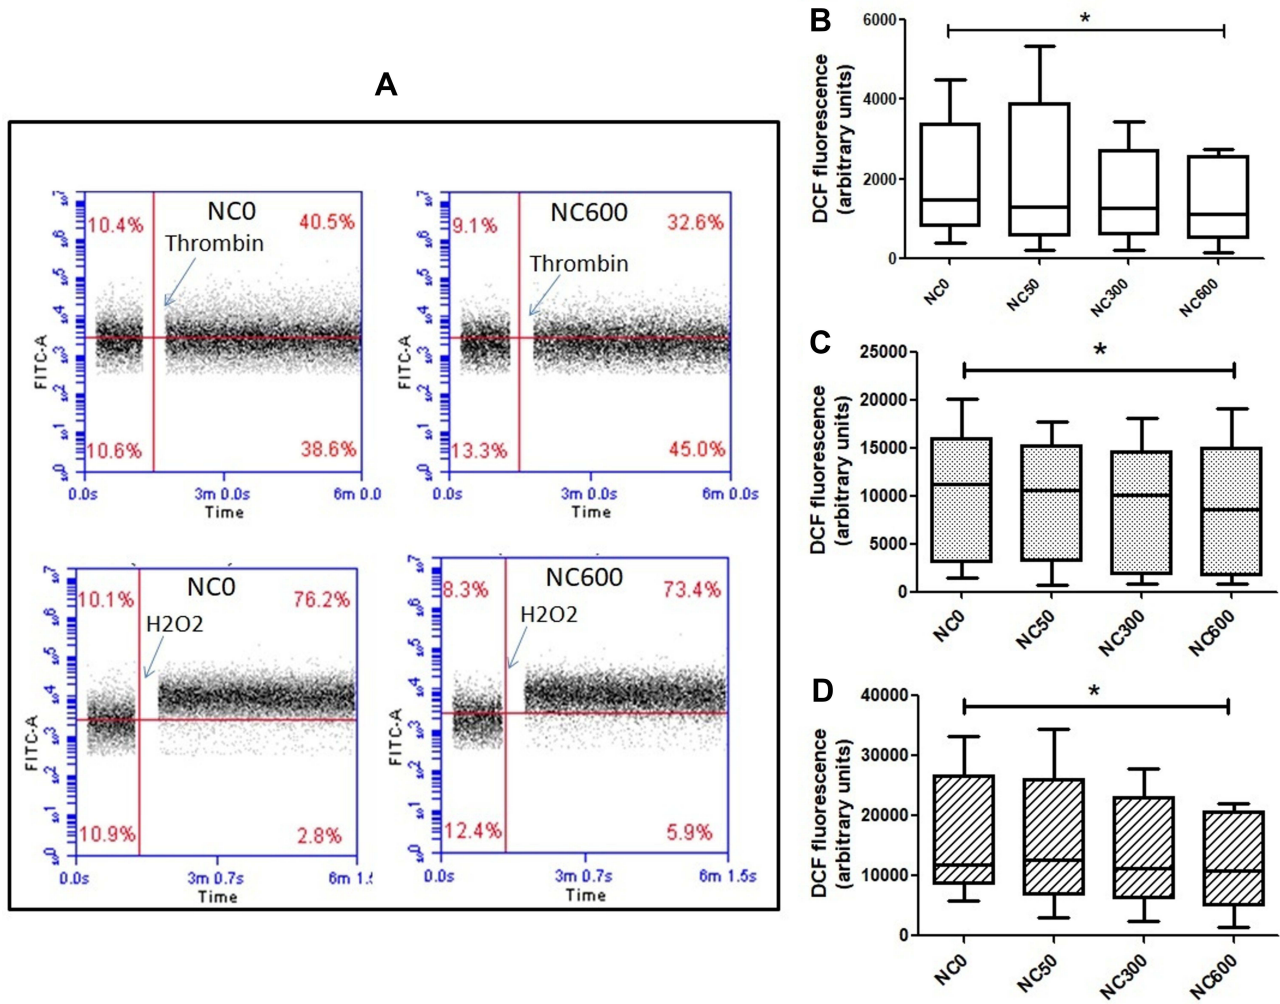 A
NC0
10.4%
40.5%
Thrombin
10.6%
38.6%
FITC-A
0.0s
3m 0.0s
6m 0.0
Time
NC600
9.1%
32.6%
Thrombin
13.3%
45.0%
FITC-A
0.0s
3m 0.0s
6m 0.0s
Time
NC0
10.1%
76.2%
H2O2
10.9%
2.8%
FITC-A
0.0s
3m 0.7s
6m 1.
Time
NC600
8.3%
73.4%
H2O2
12.4%
5.9%
FITC-A
0.0s
3m 0.7s
6m 1.5s
Time
B
*
DCF fluorescence
(arbitrary units)
6000
4000
2000
0
NC0
NC50
NC300
NC600
C
*
DCF fluorescence
(arbitrary units)
25000
20000
15000
10000
5000
0
NC0
NC50
NC300
NC600
D
*
DCF fluorescence
(arbitrary units)
40000
30000
20000
10000
0
NC0
NC50
NC300
NC600